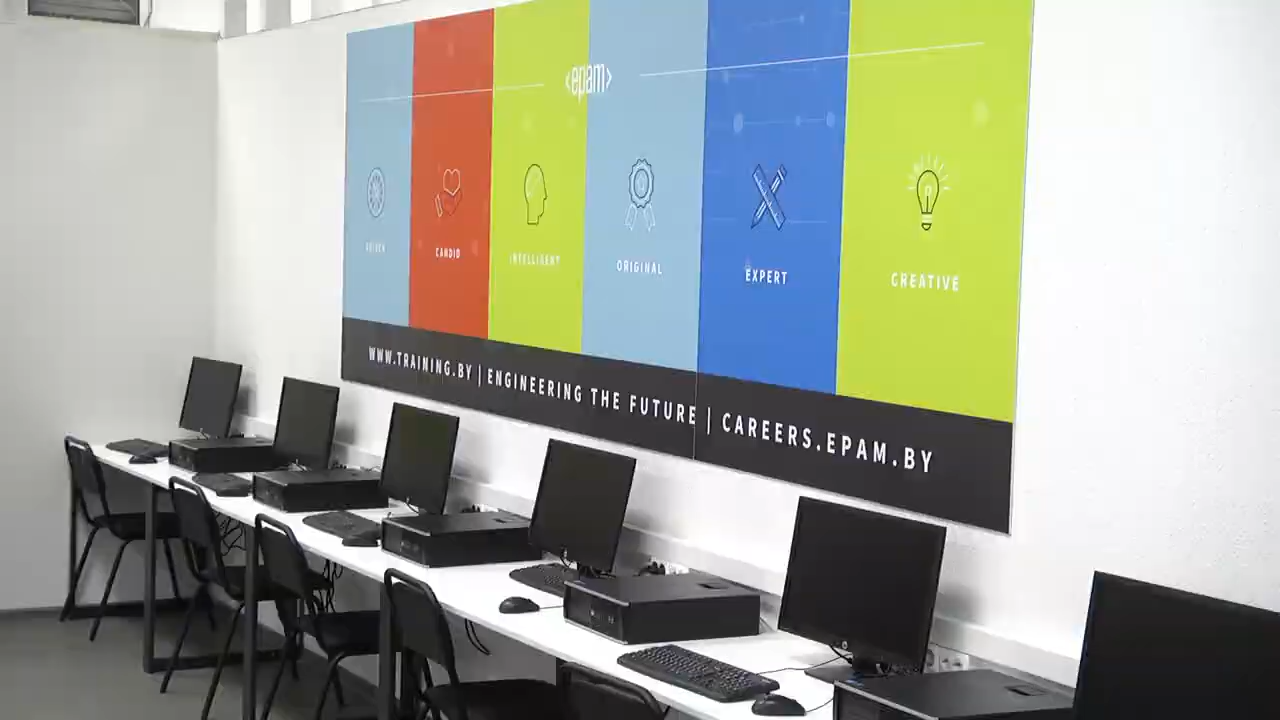 <epam>
CANDID
INTELLIGENT
ORIGINAL
EXPERT
CREATIVE
WWW.TRAINING.BY | ENGINEERING THE FUTURE | CAREERS.EPAM.BY